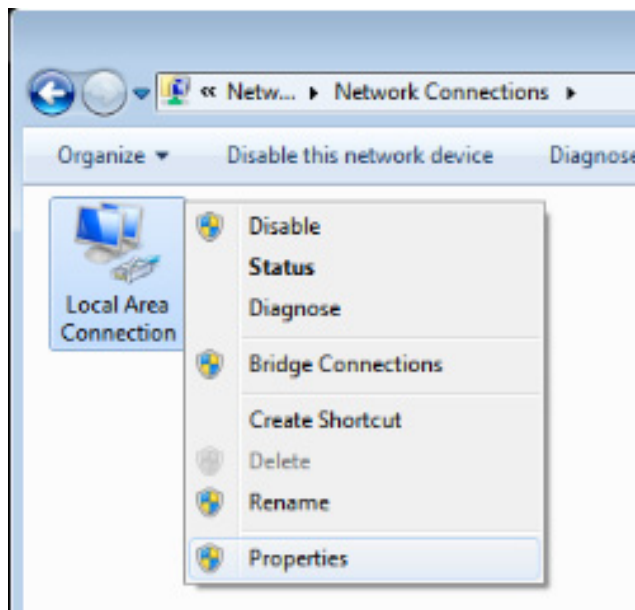 « Netw... ▸ Network Connections ▸
Organize ▾ Disable this network device Diagnose
Local Area
Connection
Disable
Status
Diagnose
Bridge Connections
Create Shortcut
Delete
Rename
Properties